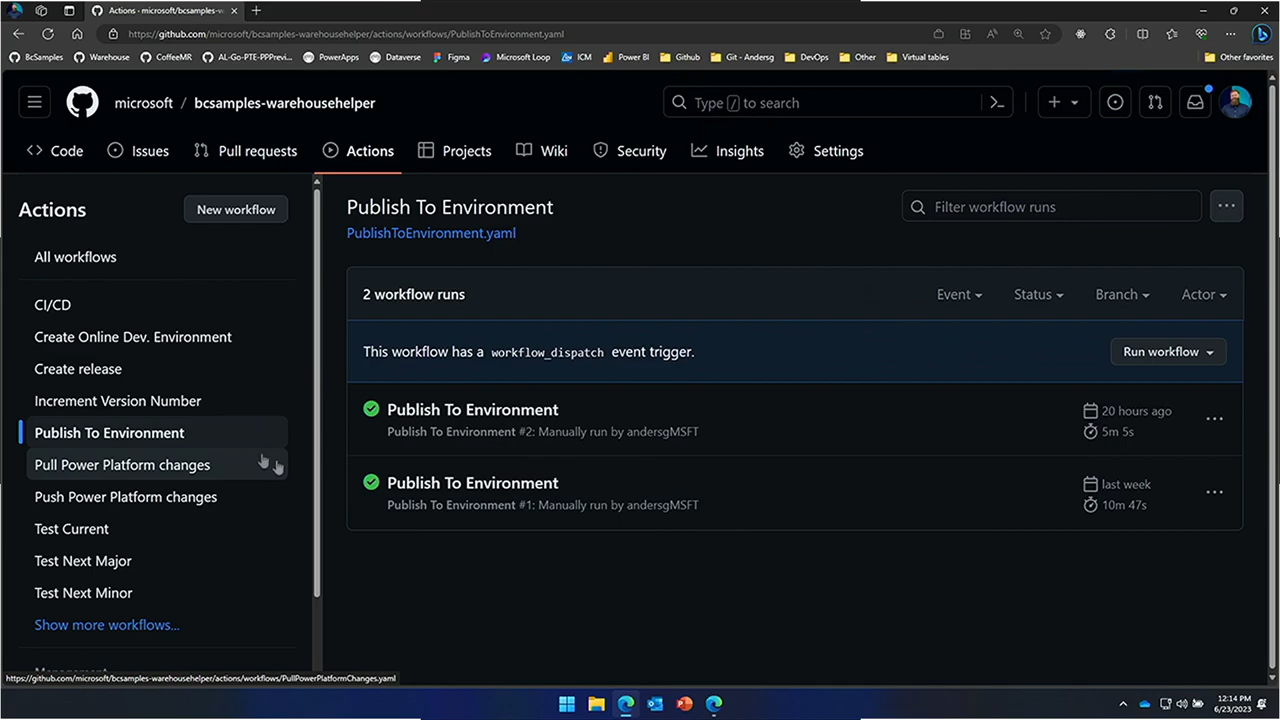 Actions - microsoft/bcsamples-w
https://github.com/microsoft/bcsamples-warehousehelper/actions/workflows/PublishToEnvironment.yaml
BcSamples
Warehouse
CoffeeMR
AL-Go-PTE-PPPrevi...
PowerApps
Dataverse
Figma
Microsoft Loop
ICM
Power BI
Github
Git - Andersg
DevOps
Other
Virtual tables
Other favorites
microsoft / bcsamples-warehousehelper
Type / to search
Code
Issues
Pull requests
Actions
Projects
Wiki
Security
Insights
Settings
Actions
New workflow
All workflows
CI/CD
Create Online Dev. Environment
Create release
Increment Version Number
Publish To Environment
Pull Power Platform changes
Push Power Platform changes
Test Current
Test Next Major
Test Next Minor
Show more workflows...
Management
Publish To Environment
PublishToEnvironment.yaml
Filter workflow runs
2 workflow runs
Event
Status
Branch
Actor
This workflow has a workflow_dispatch event trigger.
Run workflow
Publish To Environment
Publish To Environment #2: Manually run by andersgMSFT
20 hours ago
5m 5s
Publish To Environment
Publish To Environment #1: Manually run by andersgMSFT
last week
10m 47s
https://github.com/microsoft/bcsamples-warehousehelper/actions/workflows/PullPowerPlatformChanges.yaml
12:14 PM
6/23/2023